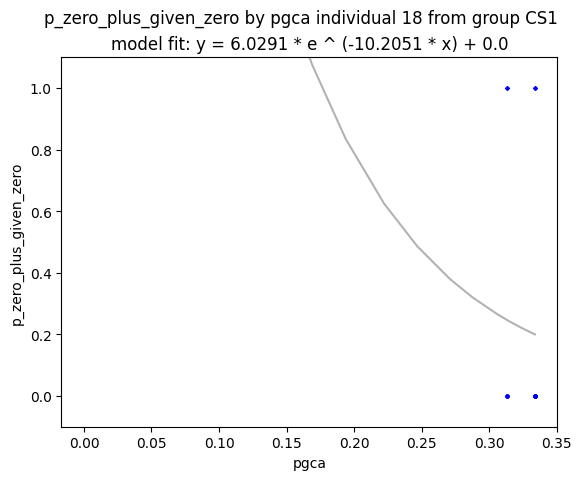 p_zero_plus_given_zero by pgca individual 18 from group CS1
model fit: y = 6.0291 * e ^ (-10.2051 * x) + 0.0
p_zero_plus_given_zero
1.0
0.8
0.6
0.4
0.2
0.0
0.00 0.05 0.10 0.15 0.20 0.25 0.30 0.35
pgca